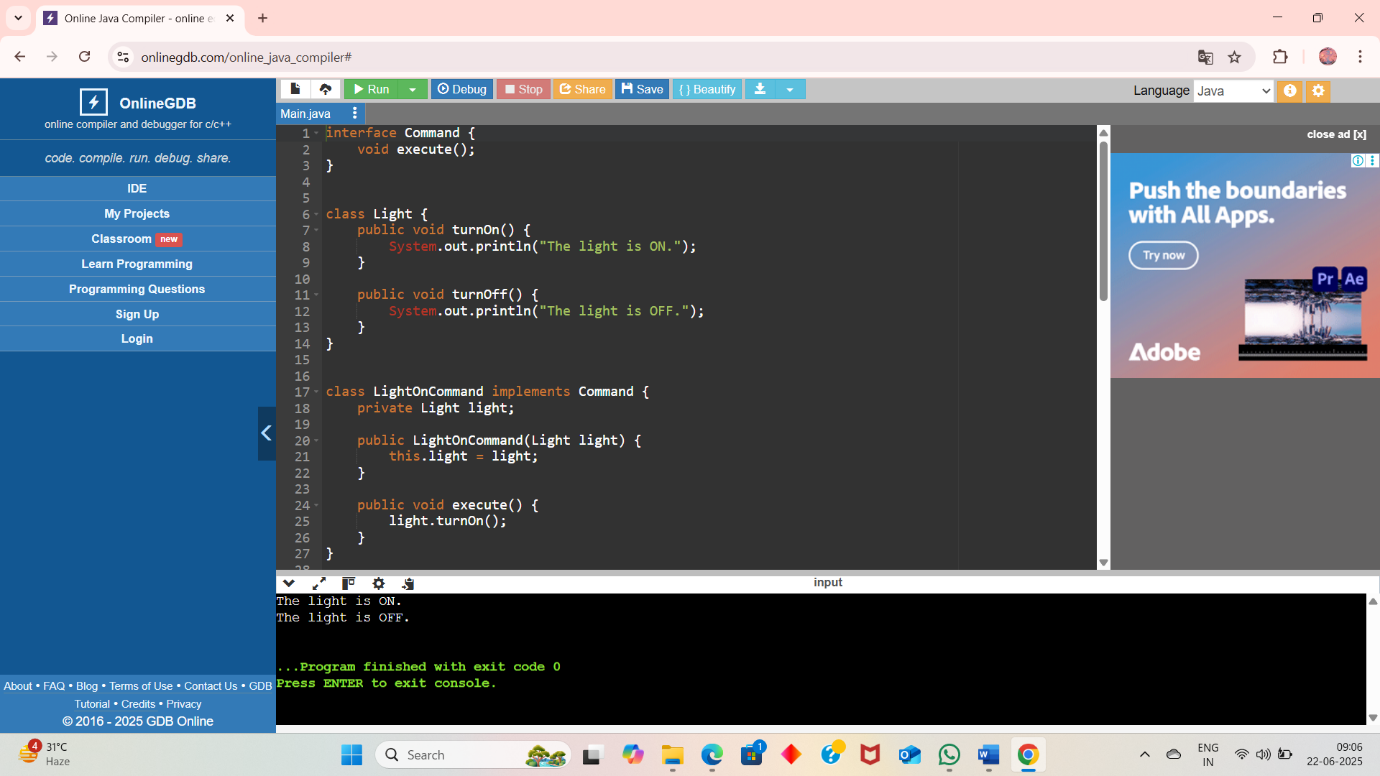 Online Java Compiler - online e
onlinegdb.com/online_java_compiler#
OnlineGDB
online compiler and debugger for c/c++
code. compile. run. debug. share.
IDE
My Projects
Classroom new
Learn Programming
Programming Questions
Sign Up
Login
About • FAQ • Blog • Terms of Use • Contact Us • GDB
Tutorial • Credits • Privacy
© 2016 - 2025 GDB Online
Run Debug Stop Share Save { } Beautify Language Java
Main.java
1 interface Command {
2 void execute();
3 }
4
5
6 class Light {
7 public void turnOn() {
8 System.out.println("The light is ON.");
9 }
10
11 public void turnOff() {
12 System.out.println("The light is OFF.");
13 }
14 }
15
16
17 class LightOnCommand implements Command {
18 private Light light;
19
20 public LightOnCommand(Light light) {
21 this.light = light;
22 }
23
24 public void execute() {
25 light.turnOn();
26 }
27 }
28
close ad [x]
Push the boundaries
with All Apps.
Try now
Pr Ae
Adobe
input
The light is ON.
The light is OFF.
...Program finished with exit code 0
Press ENTER to exit console.
4
31°C
Haze
Search
1
ENG
IN
09:06
22-06-2025